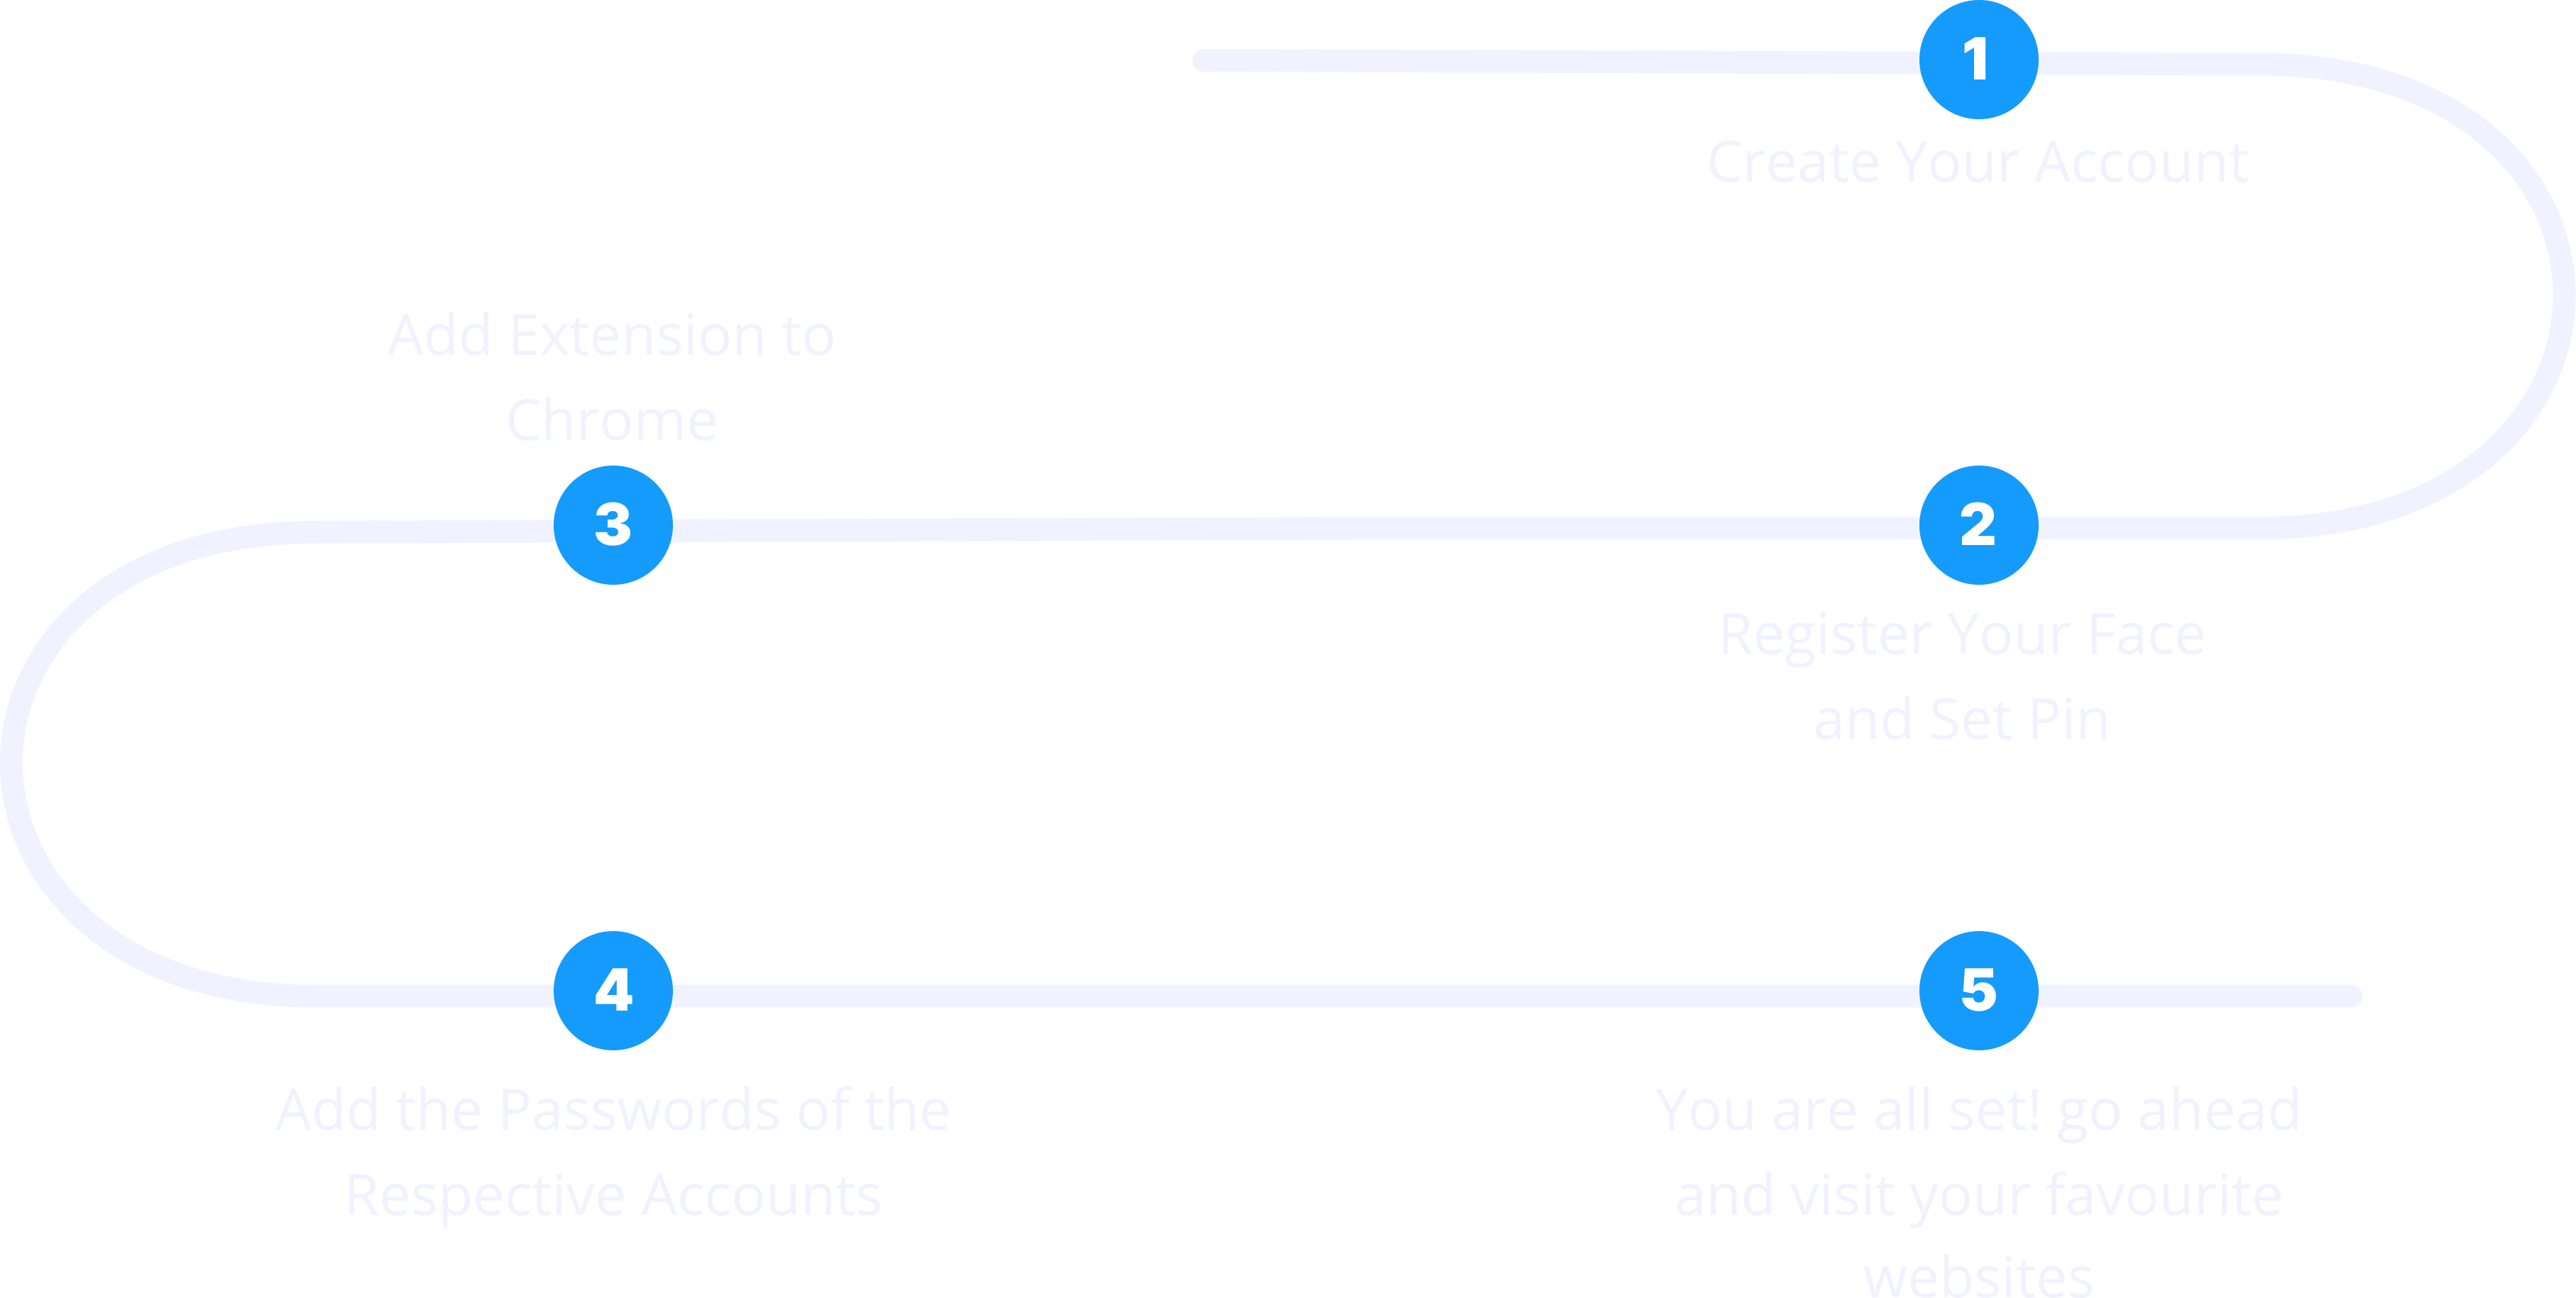 1
Create Your Account
2
Register Your Face
and Set Pin
Add Extension to
Chrome
3
4
Add the Passwords of the
Respective Accounts
5
You are all set! go ahead
and visit your favourite
websites